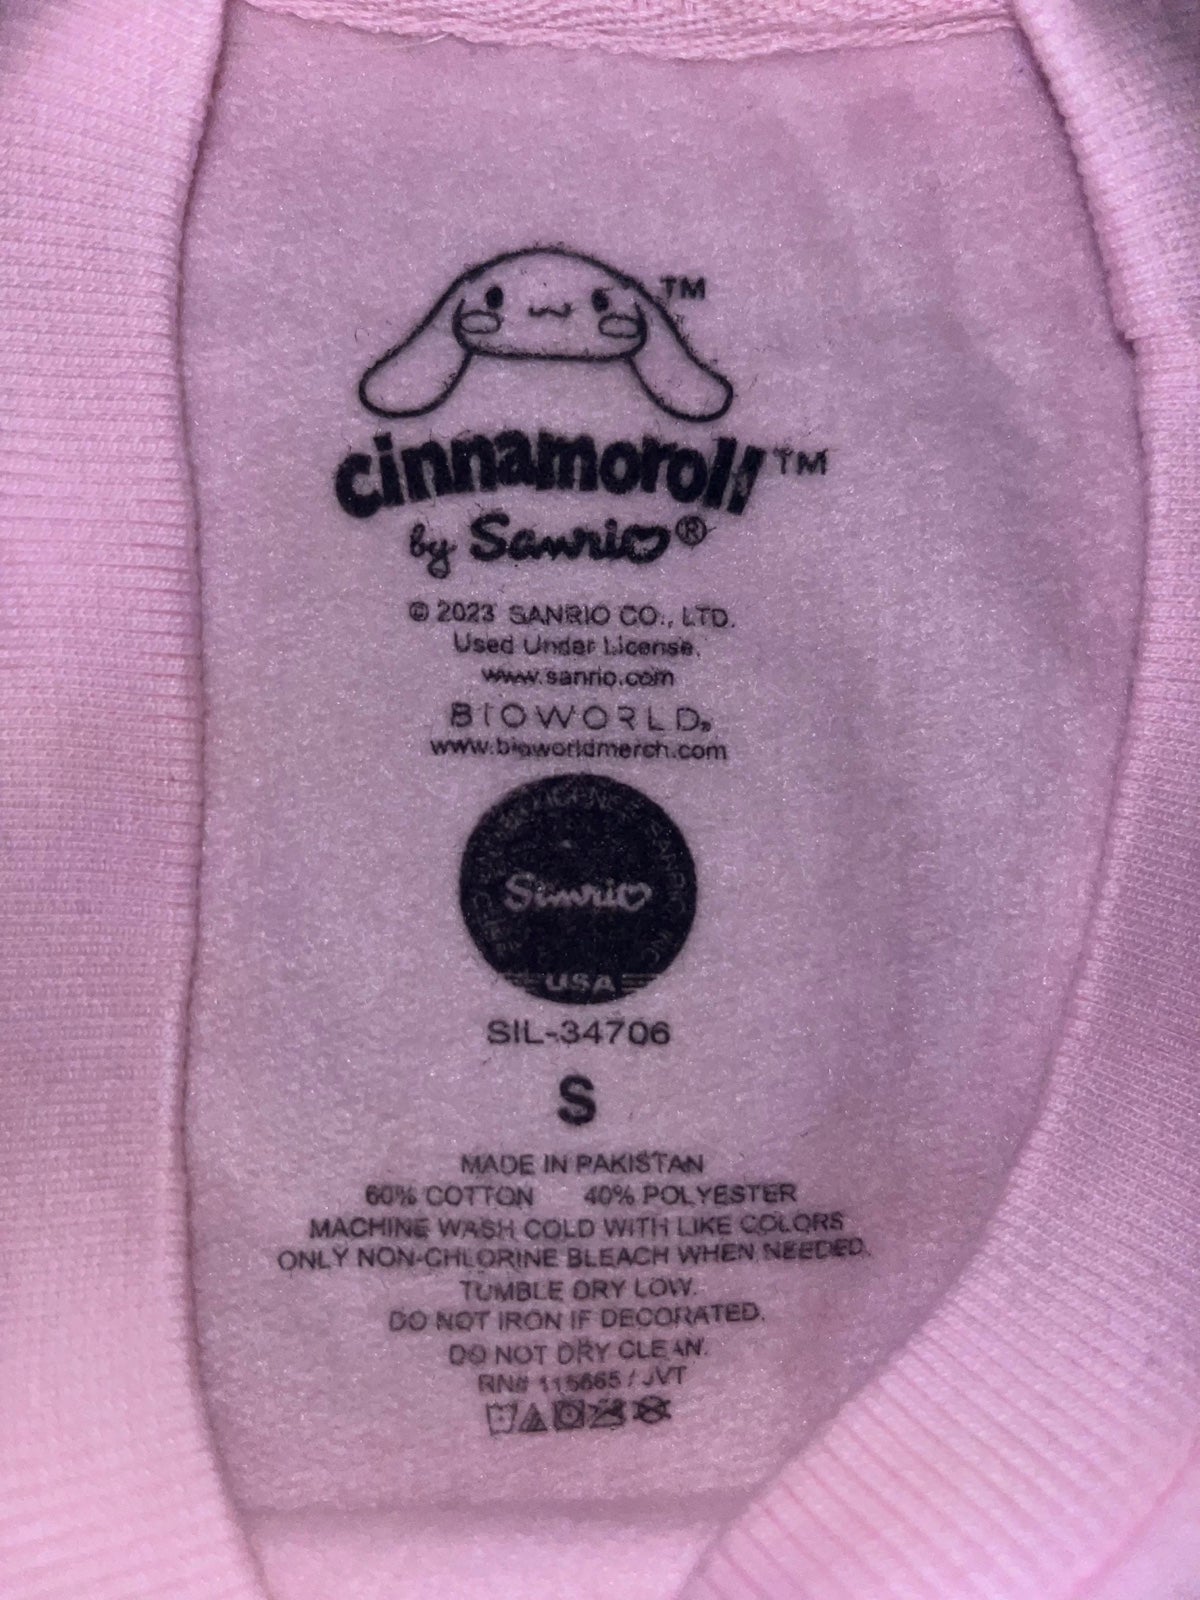 TM
cinnamoroll TM
by Sanrio®
© 2023 SANRIO CO., LTD.
Used Under License.
www.sanrio.com
BIOWORLD®
www.bioworldmerch.com
LICENSE SANRIO INC
Sanrio
USA
SIL-34706
S
MADE IN PAKISTAN
60% COTTON 40% POLYESTER
MACHINE WASH COLD WITH LIKE COLORS
ONLY NON-CHLORINE BLEACH WHEN NEEDED.
TUMBLE DRY LOW.
DO NOT IRON IF DECORATED.
DO NOT DRY CLEAN.
RN# 115665 / JVT